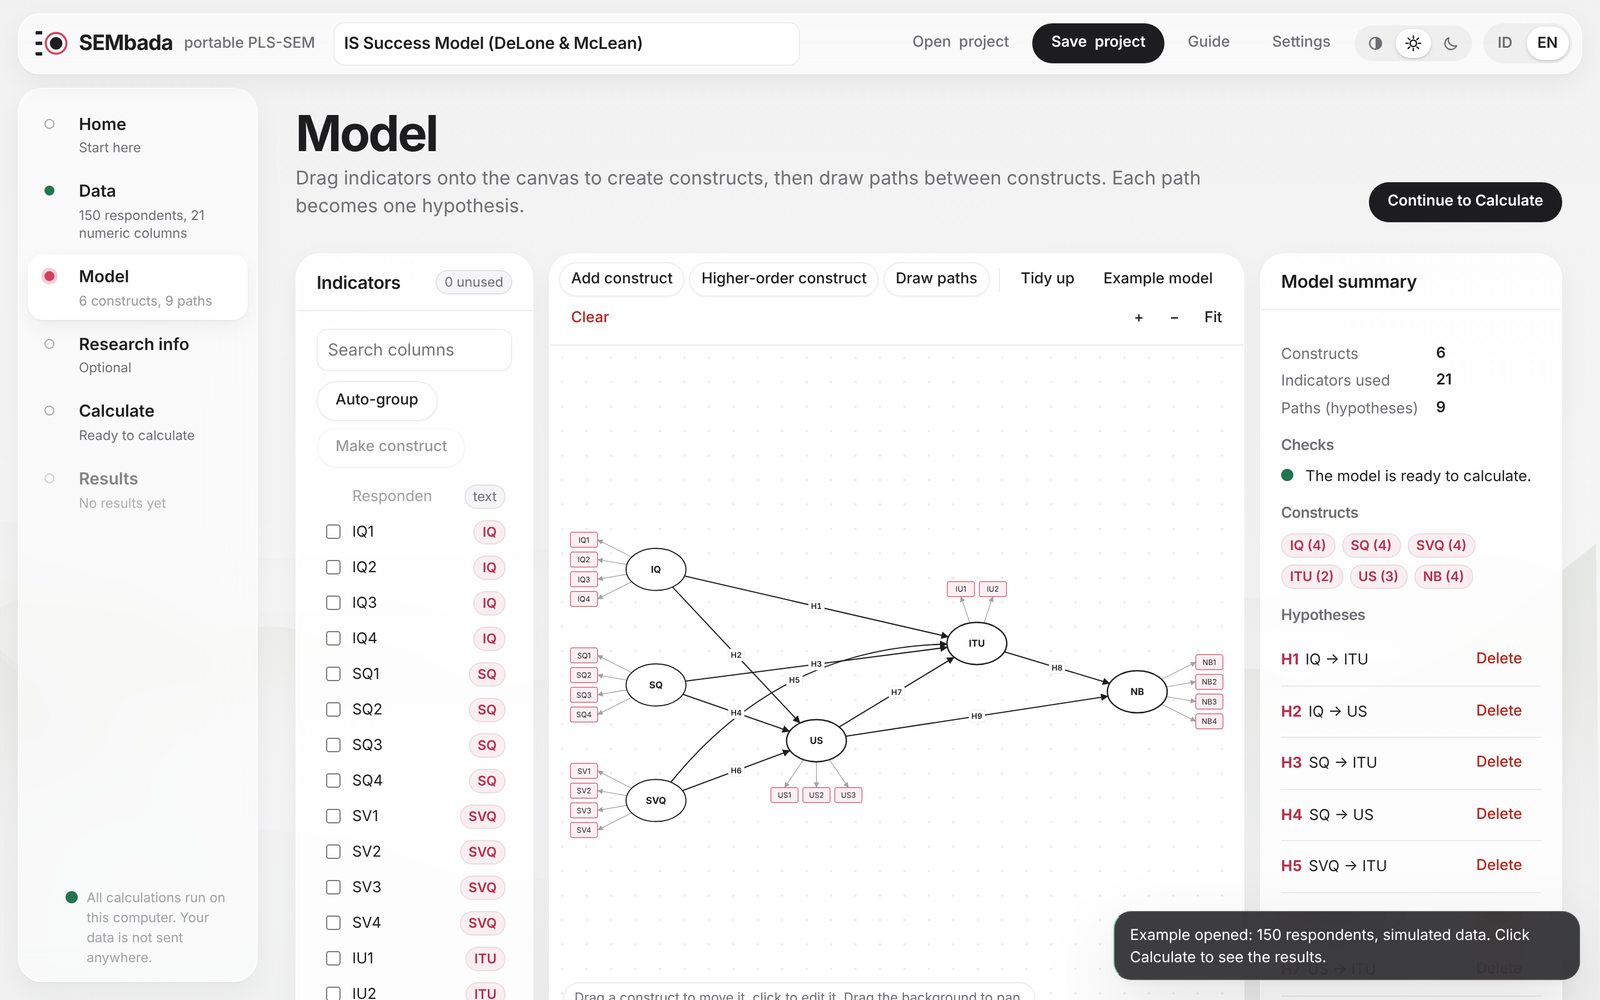 SEMbada portable PLS-SEM
IS Success Model (DeLone & McLean)
Open project
Save project
Guide
Settings
ID
EN
Home
Start here
Data
150 respondents, 21
numeric columns
Model
6 constructs, 9 paths
Research info
Optional
Calculate
Ready to calculate
Results
No results yet
All calculations run on
this computer. Your
data is not sent
anywhere.
Model
Drag indicators onto the canvas to create constructs, then draw paths between constructs. Each path
becomes one hypothesis.
Continue to Calculate
Indicators
0 unused
Search columns
Auto-group
Make construct
Responden text
IQ1 IQ
IQ2 IQ
IQ3 IQ
IQ4 IQ
SQ1 SQ
SQ2 SQ
SQ3 SQ
SQ4 SQ
SV1 SVQ
SV2 SVQ
SV3 SVQ
SV4 SVQ
IU1 ITU
IU2 ITU
Add construct
Higher-order construct
Draw paths
Tidy up
Example model
Clear
+
−
Fit
IQ1
IQ2
IQ3
IQ4
IQ
SQ1
SQ2
SQ3
SQ4
SQ
SV1
SV2
SV3
SV4
SVQ
H1
H2
H3
H5
H4
H6
US
US1
US2
US3
IU1
IU2
ITU
H7
H8
H9
NB
NB1
NB2
NB3
NB4
Drag a construct to move it, click to edit it. Drag the background to pan.
Model summary
Constructs 6
Indicators used 21
Paths (hypotheses) 9
Checks
The model is ready to calculate.
Constructs
IQ (4) SQ (4) SVQ (4)
ITU (2) US (3) NB (4)
Hypotheses
H1 IQ → ITU Delete
H2 IQ → US Delete
H3 SQ → ITU Delete
H4 SQ → US Delete
H5 SVQ → ITU Delete
Example opened: 150 respondents, simulated data. Click
Calculate to see the results.
H7 US → ITU Delete